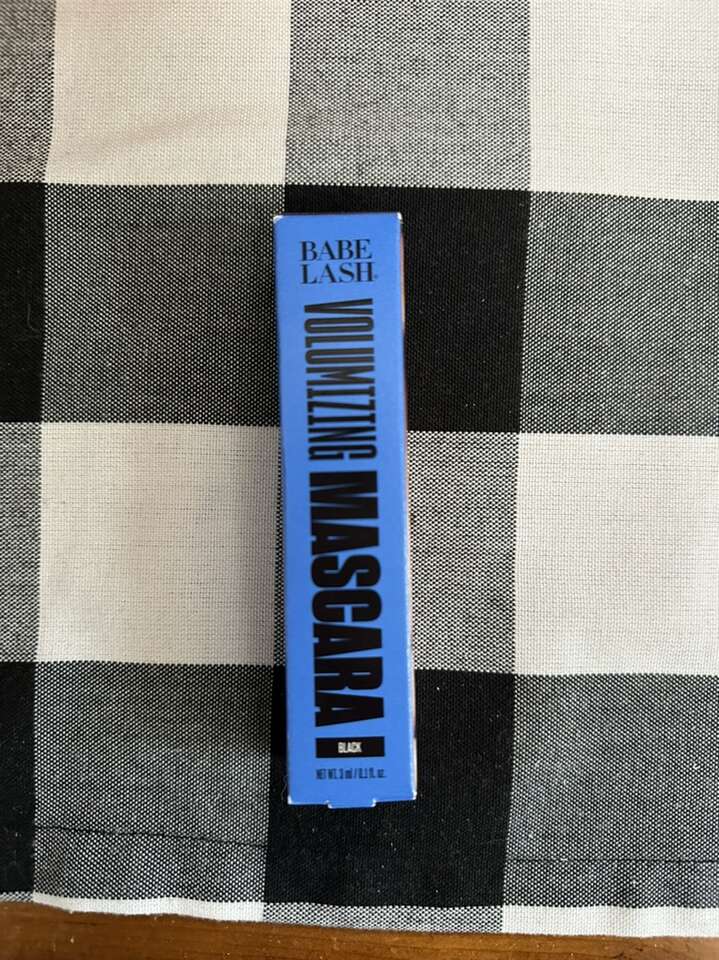 BABE
LASH®
VOLUMIZING MASCARA
BLACK
NET WT. 3 ml / 0.1 fl. oz.